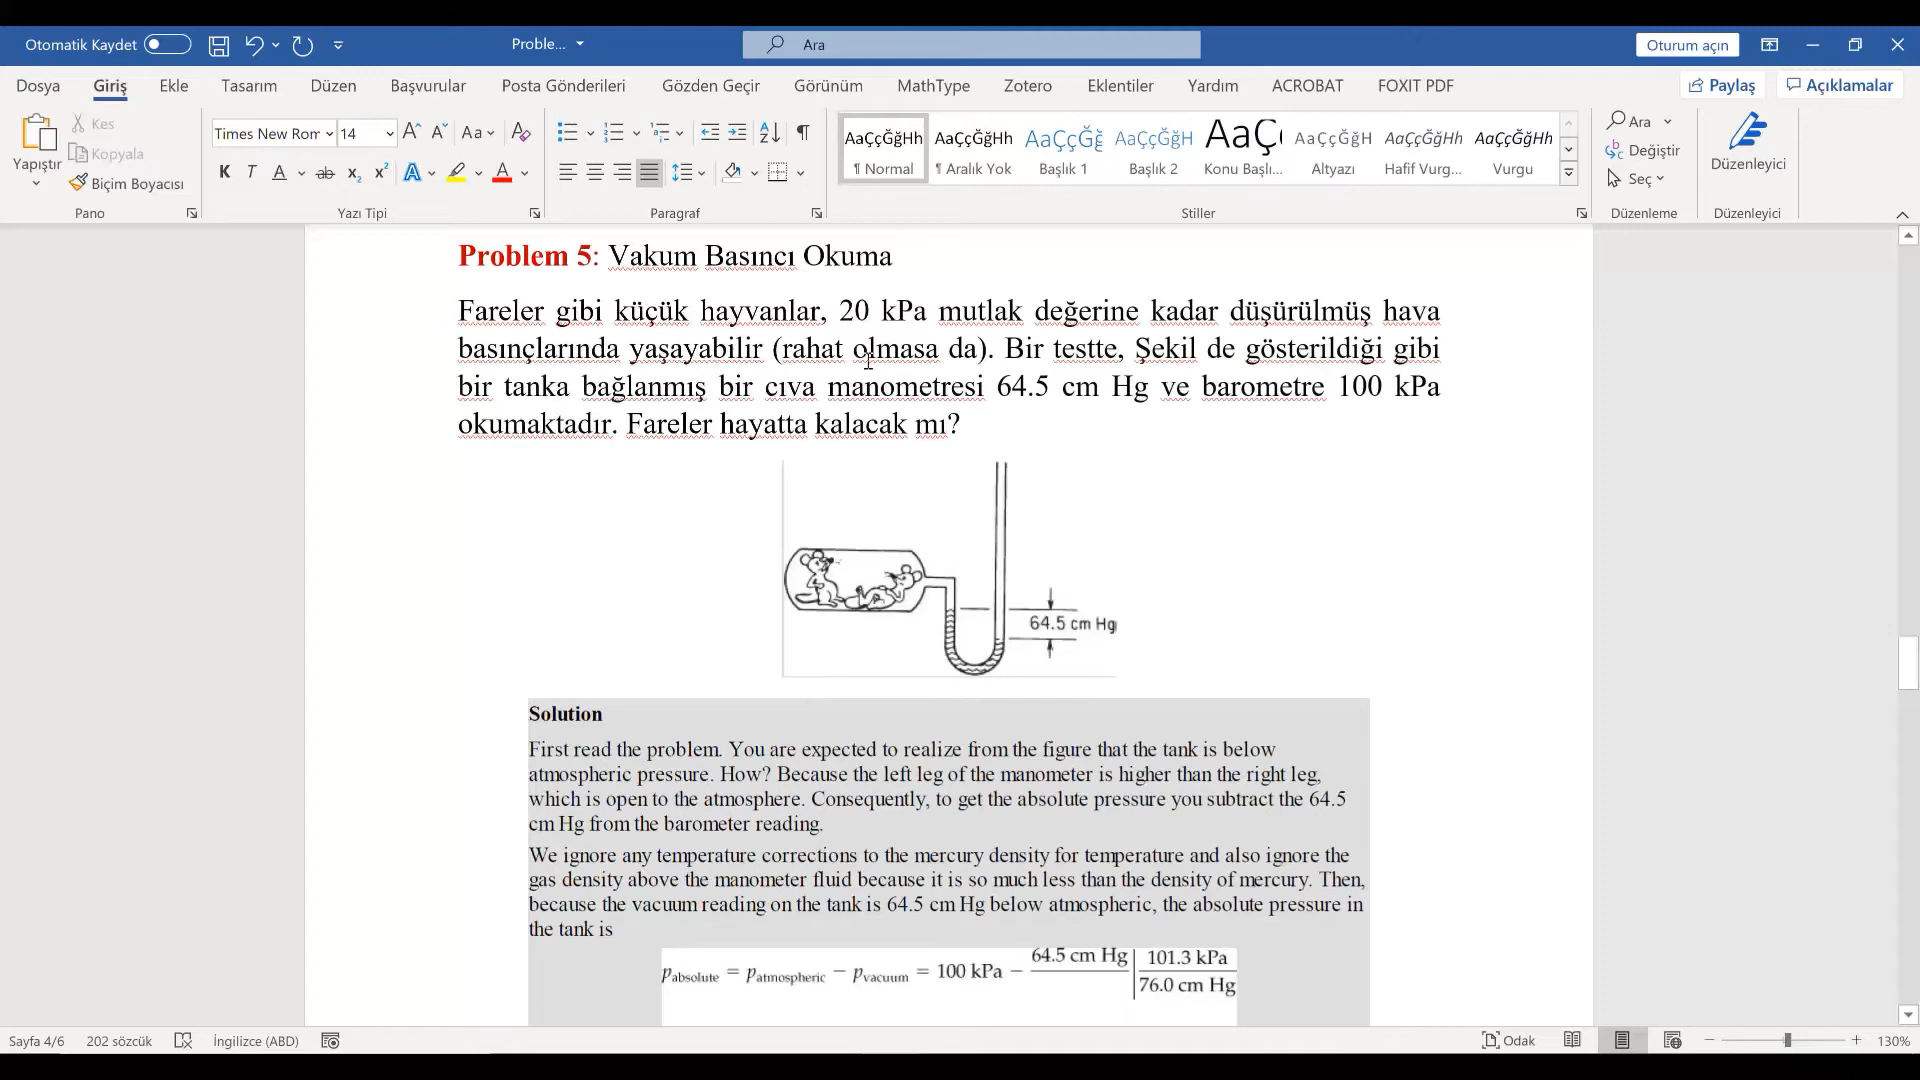 Otomatik Kaydet
Proble...
Ara
Oturum açın
Dosya Giriş Ekle Tasarım Düzen Başvurular Posta Gönderileri Gözden Geçir Görünüm MathType Zotero Eklentiler Yardım ACROBAT FOXIT PDF Paylaş Açıklamalar
Yapıştır
Kes
Kopyala
Biçim Boyacısı
Pano
Times New Rom 14
Yazı Tipi
Paragraf
AaÇçĞğHh AaÇçĞğHh AaÇçĞğ AaÇçĞğH AaÇç AaÇçĞğH AaÇçĞğHh AaÇçĞğHh
¶ Normal ¶ Aralık Yok Başlık 1 Başlık 2 Konu Başlı... Altyazı Hafif Vurg... Vurgu
Stiller
Ara
Değiştir
Seç
Düzenleme
Düzenleyici
Düzenleyici
Problem 5: Vakum Basıncı Okuma
Fareler gibi küçük hayvanlar, 20 kPa mutlak değerine kadar düşürülmüş hava
basınçlarında yaşayabilir (rahat olmasa da). Bir testte, Şekil de gösterildiği gibi
bir tanka bağlanmış bir cıva manometresi 64.5 cm Hg ve barometre 100 kPa
okumaktadır. Fareler hayatta kalacak mı?
64.5 cm Hg
Solution
First read the problem. You are expected to realize from the figure that the tank is below
atmospheric pressure. How? Because the left leg of the manometer is higher than the right leg,
which is open to the atmosphere. Consequently, to get the absolute pressure you subtract the 64.5
cm Hg from the barometer reading.
We ignore any temperature corrections to the mercury density for temperature and also ignore the
gas density above the manometer fluid because it is so much less than the density of mercury. Then,
because the vacuum reading on the tank is 64.5 cm Hg below atmospheric, the absolute pressure in
the tank is
p absolute = p atmospheric − p vacuum = 100 kPa − 64.5 cm Hg | 101.3 kPa
76.0 cm Hg
Sayfa 4/6 202 sözcük İngilizce (ABD) Odak 130%